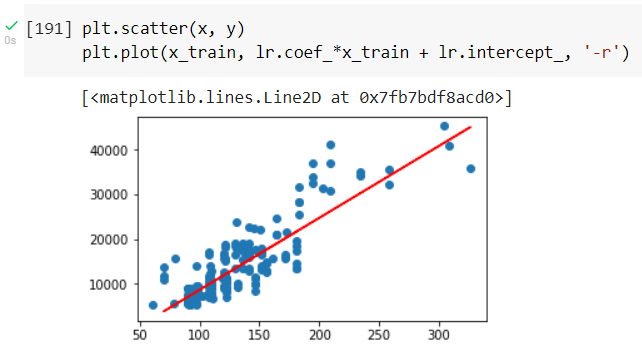 [191] plt.scatter(x, y)
plt.plot(x_train, lr.coef_*x_train + lr.intercept_, '-r')
0s
[<matplotlib.lines.Line2D at 0x7fb7bdf8acd0>]
40000
30000
20000
10000
50 100 150 200 250 300